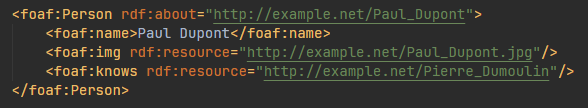 <foaf:Person rdf:about="http://example.net/Paul_Dupont">
    <foaf:name>Paul Dupont</foaf:name>
    <foaf:img rdf:resource="http://example.net/Paul_Dupont.jpg"/>
    <foaf:knows rdf:resource="http://example.net/Pierre_Dumoulin"/>
</foaf:Person>